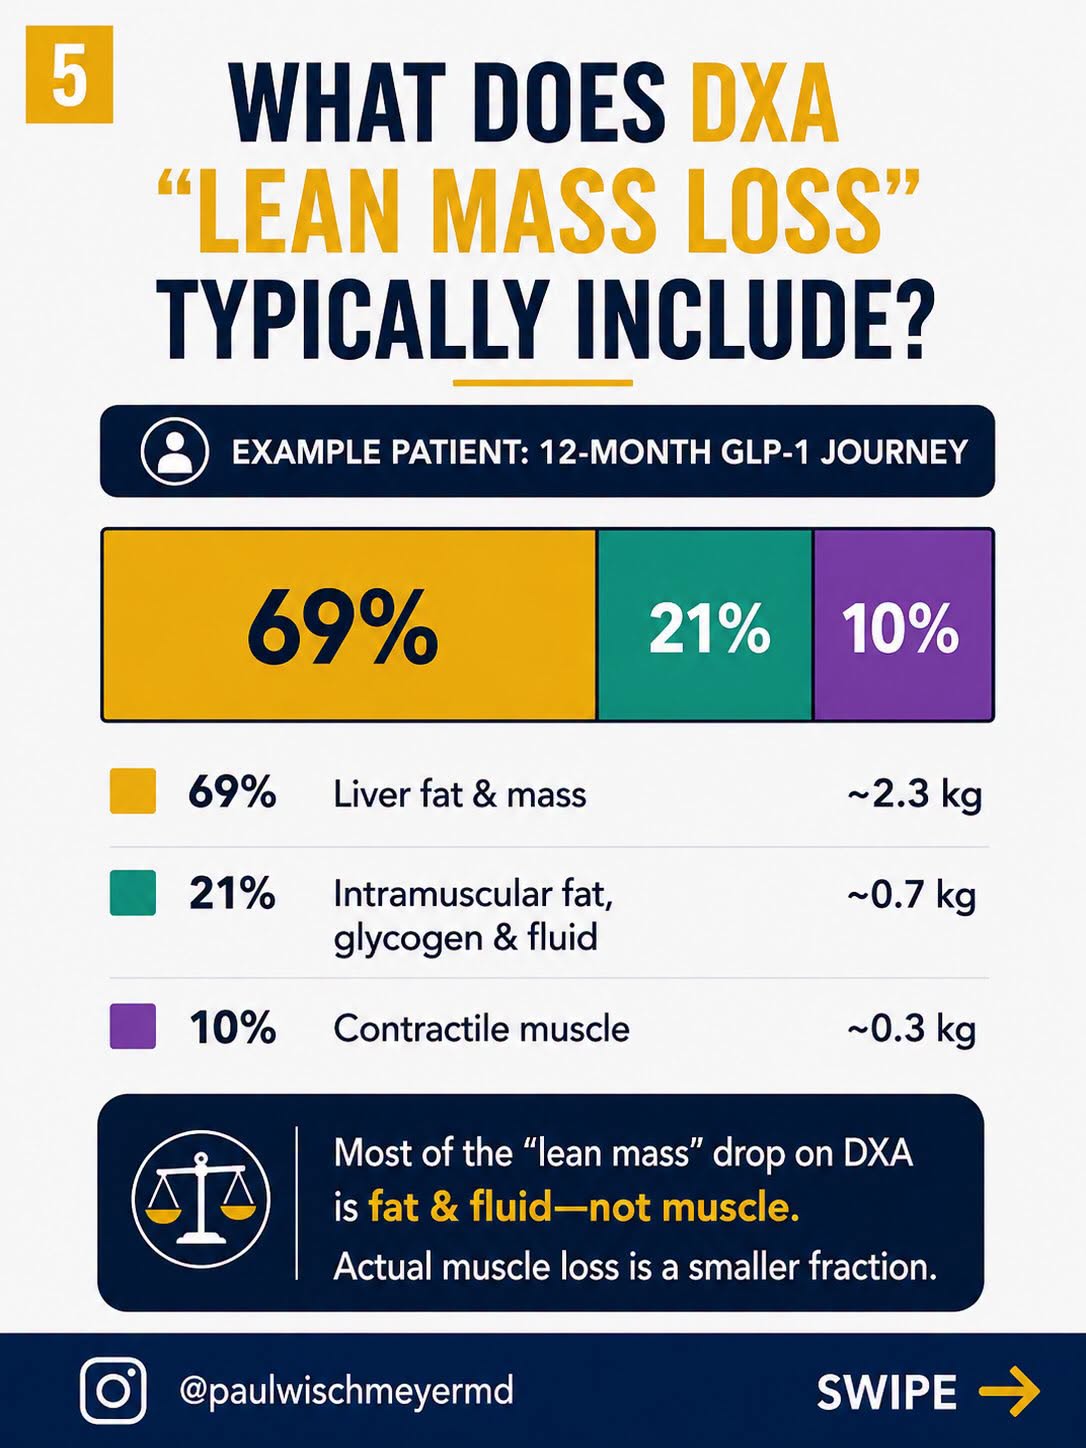 5
WHAT DOES DXA
“LEAN MASS LOSS”
TYPICALLY INCLUDE?
EXAMPLE PATIENT: 12-MONTH GLP-1 JOURNEY
69% 21% 10%
69% Liver fat & mass ~2.3 kg
21% Intramuscular fat, ~0.7 kg
glycogen & fluid
10% Contractile muscle ~0.3 kg
Most of the “lean mass” drop on DXA
is fat & fluid—not muscle.
Actual muscle loss is a smaller fraction.
@paulwischmeyermd SWIPE →